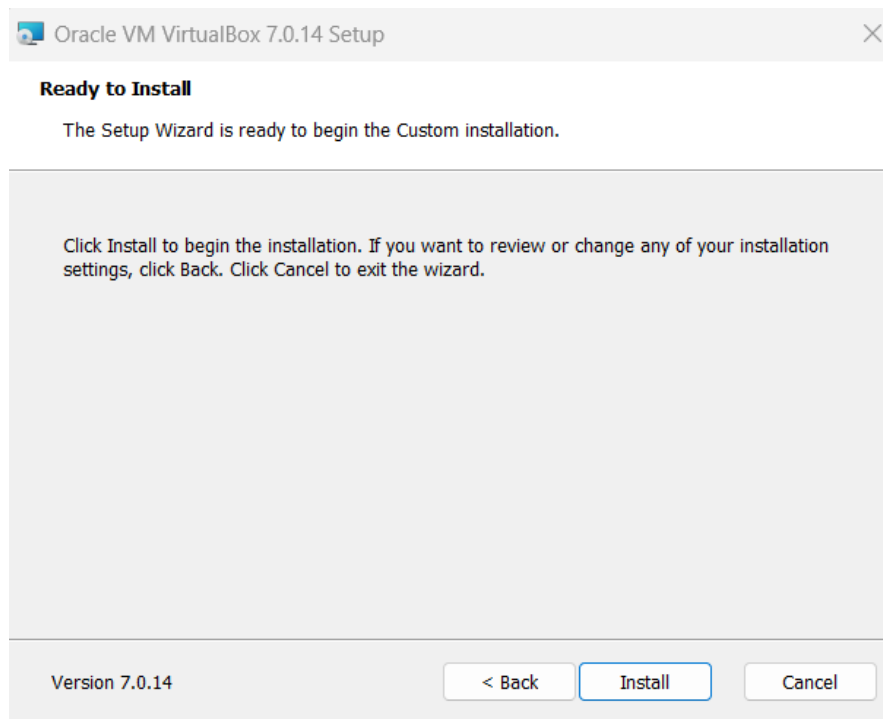 Oracle VM VirtualBox 7.0.14 Setup
Ready to Install
The Setup Wizard is ready to begin the Custom installation.
Click Install to begin the installation. If you want to review or change any of your installation
settings, click Back. Click Cancel to exit the wizard.
Version 7.0.14
< Back
Install
Cancel